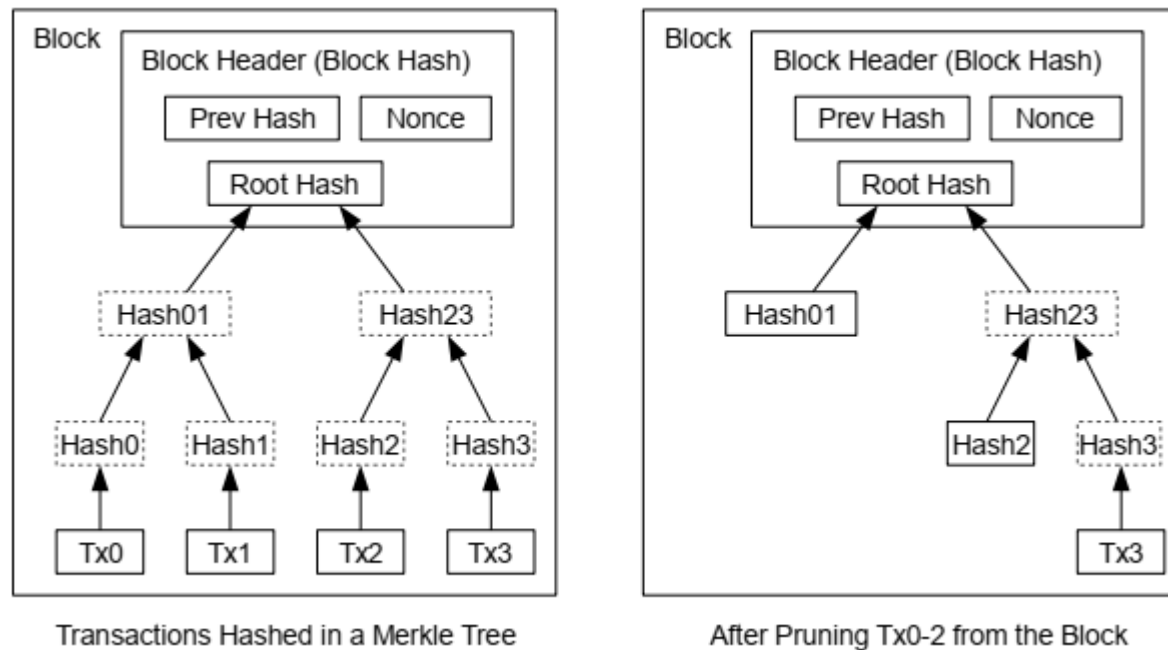 Block
Block Header (Block Hash)
Prev Hash
Nonce
Root Hash
Hash01
Hash23
Hash0
Hash1
Hash2
Hash3
Tx0
Tx1
Tx2
Tx3
Transactions Hashed in a Merkle Tree
Block
Block Header (Block Hash)
Prev Hash
Nonce
Root Hash
Hash01
Hash23
Hash2
Hash3
Tx3
After Pruning Tx0-2 from the Block